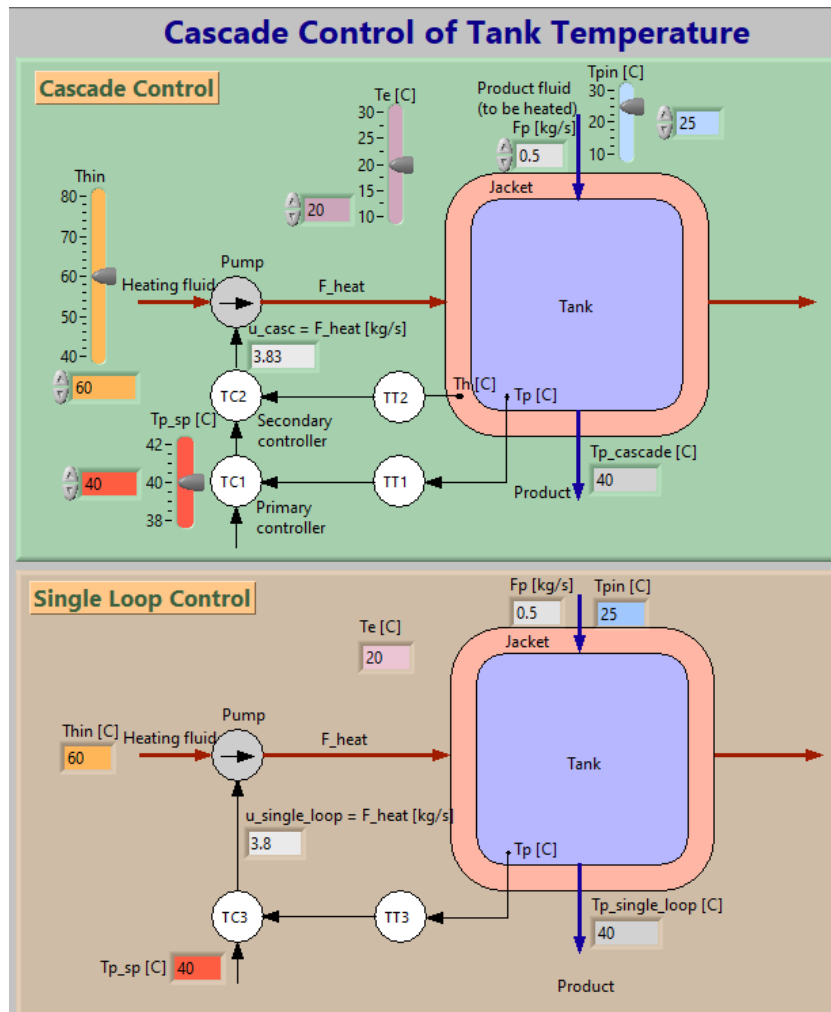 Cascade Control of Tank Temperature
Cascade Control
Te [C]
30
25
20
15
10
20
Product fluid
(to be heated)
Fp [kg/s]
0.5
Tpin [C]
30
20
10
25
Thin
80
70
60
50
40
60
Jacket
Pump
Heating fluid
F_heat
Tank
u_casc = F_heat [kg/s]
3.83
Th [C]
Tp [C]
TC2
TT2
Secondary
controller
Tp_sp [C]
42
40
38
40
TC1
TT1
Primary
controller
Tp_cascade [C]
40
Product
Single Loop Control
Fp [kg/s]
0.5
Tpin [C]
25
Te [C]
20
Jacket
Thin [C]
60
Pump
Heating fluid
F_heat
Tank
u_single_loop = F_heat [kg/s]
3.8
Tp [C]
TC3
TT3
Tp_single_loop [C]
40
Tp_sp [C]
40
Product